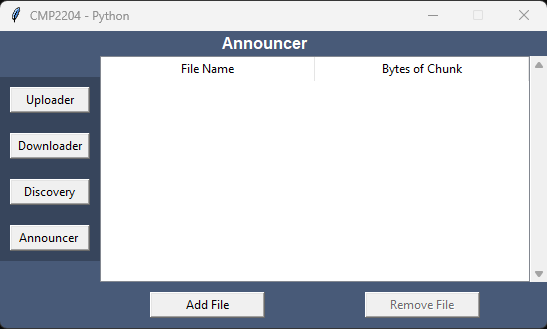 CMP2204 - Python
Announcer
File Name Bytes of Chunk
Uploader
Downloader
Discovery
Announcer
Add File Remove File